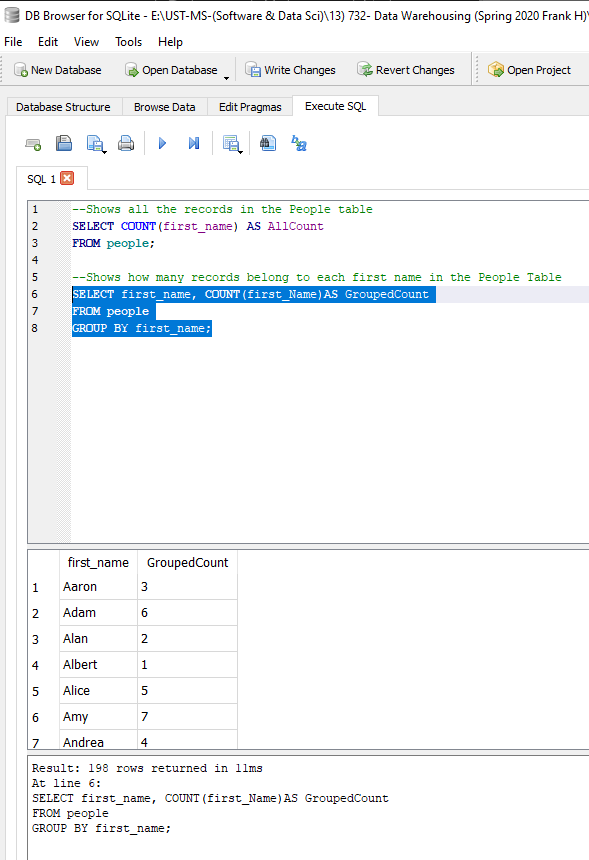 DB Browser for SQLite - E:\UST-MS-(Software & Data Sci)\13) 732- Data Warehousing (Spring 2020 Frank H)\
File Edit View Tools Help
New Database Open Database Write Changes Revert Changes Open Project
Database Structure Browse Data Edit Pragmas Execute SQL
SQL 1
1 --Shows all the records in the People table
2 SELECT COUNT(first_name) AS AllCount
3 FROM people;
4
5 --Shows how many records belong to each first name in the People Table
6 SELECT first_name, COUNT(first_Name)AS GroupedCount
7 FROM people
8 GROUP BY first_name;
first_name GroupedCount
1 Aaron 3
2 Adam 6
3 Alan 2
4 Albert 1
5 Alice 5
6 Amy 7
7 Andrea 4
Result: 198 rows returned in 11ms
At line 6:
SELECT first_name, COUNT(first_Name)AS GroupedCount
FROM people
GROUP BY first_name;